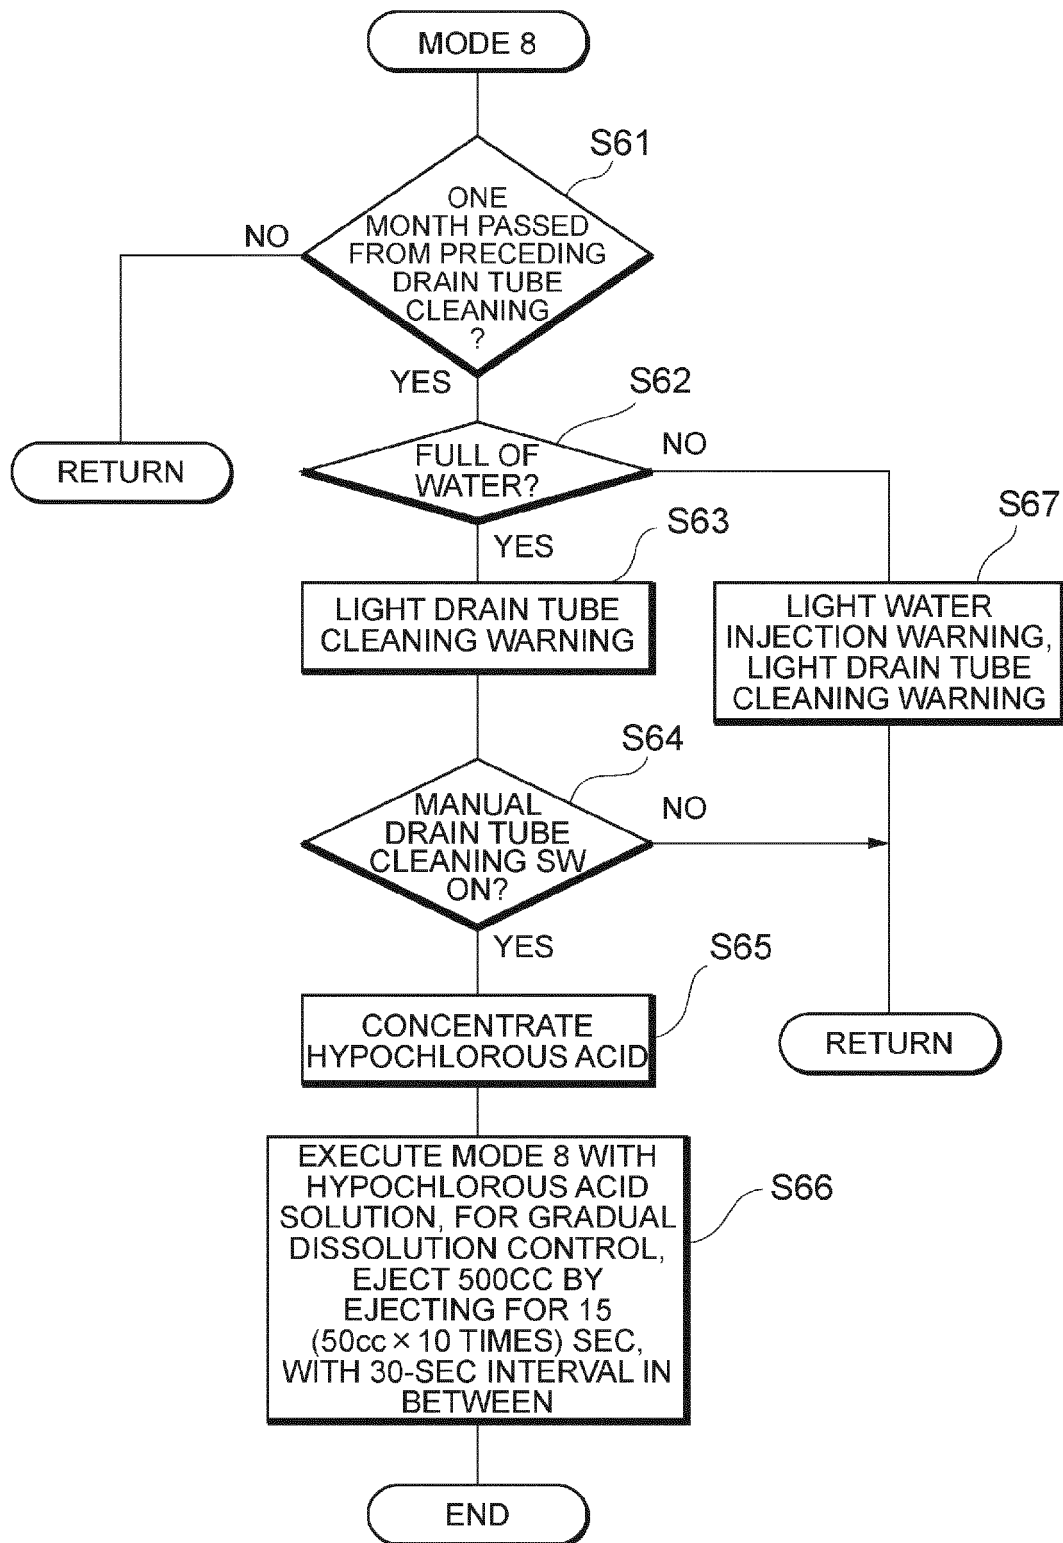 MODE 8
S61
ONE
MONTH PASSED
FROM PRECEDING
DRAIN TUBE
CLEANING
?
NO
YES
RETURN
S62
FULL OF
WATER?
NO
YES
S63
LIGHT DRAIN TUBE
CLEANING WARNING
S67
LIGHT WATER
INJECTION WARNING,
LIGHT DRAIN TUBE
CLEANING WARNING
S64
MANUAL
DRAIN TUBE
CLEANING SW
ON?
NO
YES
S65
CONCENTRATE
HYPOCHLOROUS ACID
RETURN
S66
EXECUTE MODE 8 WITH
HYPOCHLOROUS ACID
SOLUTION, FOR GRADUAL
DISSOLUTION CONTROL,
EJECT 500CC BY
EJECTING FOR 15
(50cc × 10 TIMES) SEC,
WITH 30-SEC INTERVAL IN
BETWEEN
END